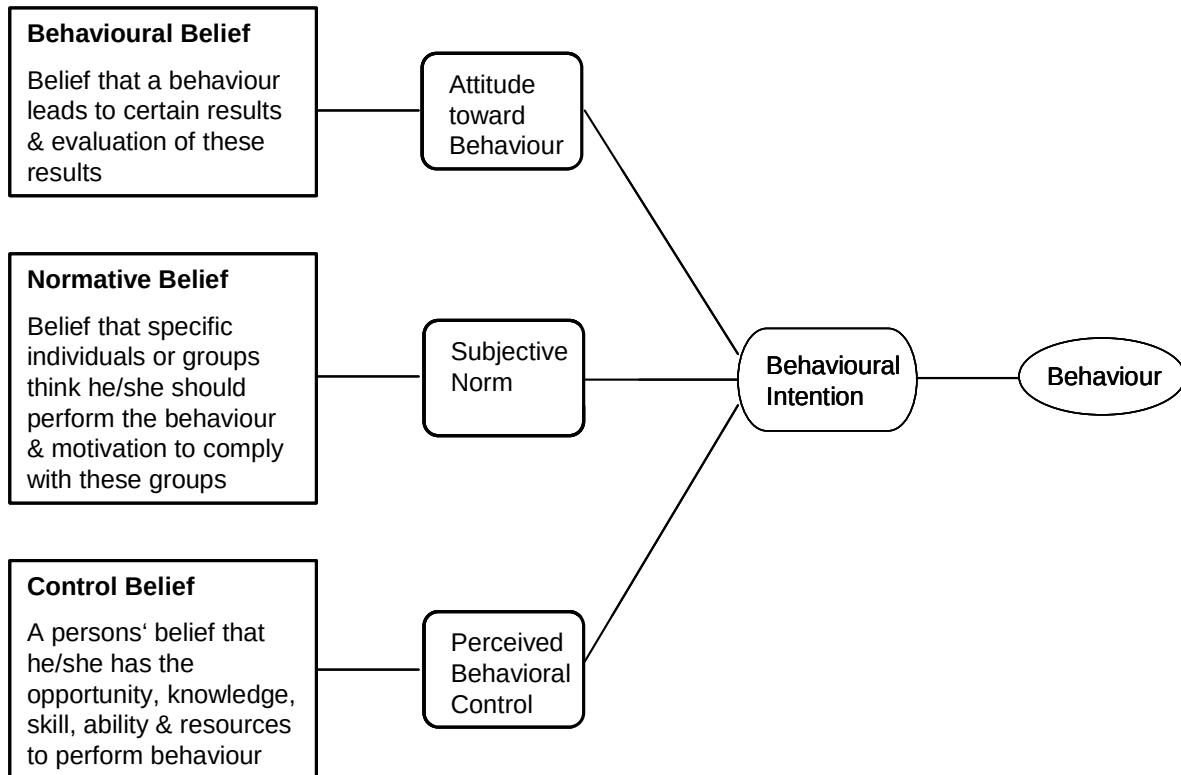 Behavioural Belief
Belief that a behaviour
leads to certain results
& evaluation of these
results
Attitude
toward
Behaviour
Normative Belief
Belief that specific
individuals or groups
think he/she should
perform the behaviour
& motivation to comply
with these groups
Subjective
Norm
Control Belief
A persons‘ belief that
he/she has the
opportunity, knowledge,
skill, ability & resources
to perform behaviour
Perceived
Behavioral
Control
Behavioural
Intention
Behaviour